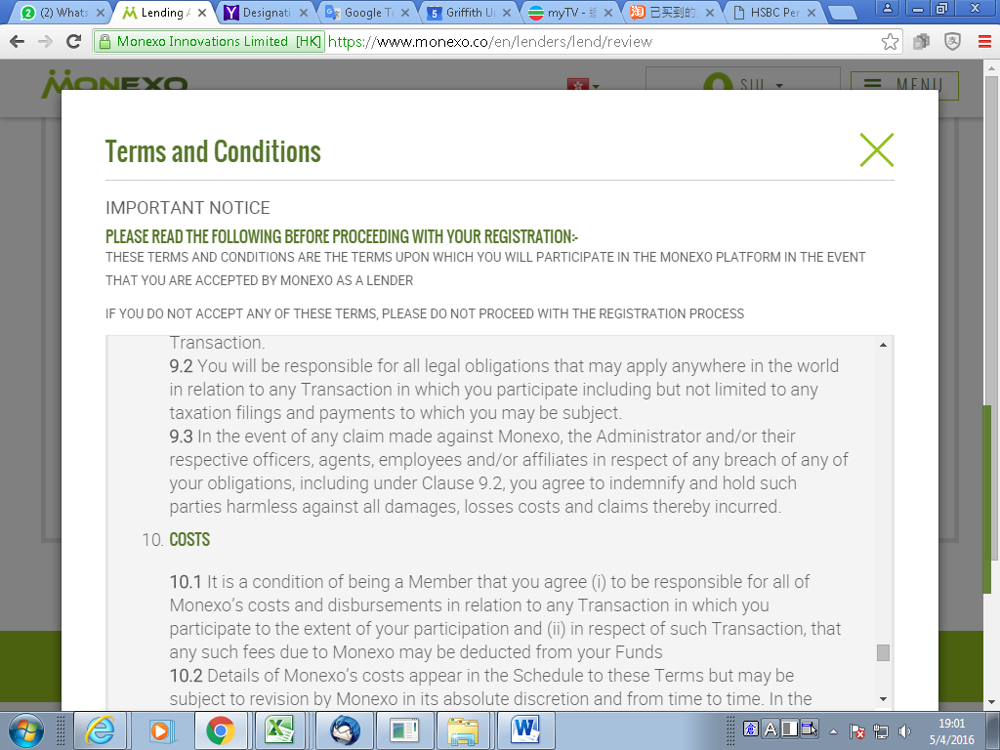 (2) Whats
Lending A
Designati
Google T
Griffith U
myTV -
已买到的
HSBC Per
Monexo Innovations Limited [HK]
https://www.monexo.co/en/lenders/lend/review
MONEXO
SIU
MENU
Terms and Conditions
IMPORTANT NOTICE
PLEASE READ THE FOLLOWING BEFORE PROCEEDING WITH YOUR REGISTRATION:-
THESE TERMS AND CONDITIONS ARE THE TERMS UPON WHICH YOU WILL PARTICIPATE IN THE MONEXO PLATFORM IN THE EVENT
THAT YOU ARE ACCEPTED BY MONEXO AS A LENDER
IF YOU DO NOT ACCEPT ANY OF THESE TERMS, PLEASE DO NOT PROCEED WITH THE REGISTRATION PROCESS
Transaction.
9.2 You will be responsible for all legal obligations that may apply anywhere in the world
in relation to any Transaction in which you participate including but not limited to any
taxation filings and payments to which you may be subject.
9.3 In the event of any claim made against Monexo, the Administrator and/or their
respective officers, agents, employees and/or affiliates in respect of any breach of any of
your obligations, including under Clause 9.2, you agree to indemnify and hold such
parties harmless against all damages, losses costs and claims thereby incurred.
10. COSTS
10.1 It is a condition of being a Member that you agree (i) to be responsible for all of
Monexo's costs and disbursements in relation to any Transaction in which you
participate to the extent of your participation and (ii) in respect of such Transaction, that
any such fees due to Monexo may be deducted from your Funds
10.2 Details of Monexo's costs appear in the Schedule to these Terms but may be
subject to revision by Monexo in its absolute discretion and from time to time. In the
19:01
5/4/2016